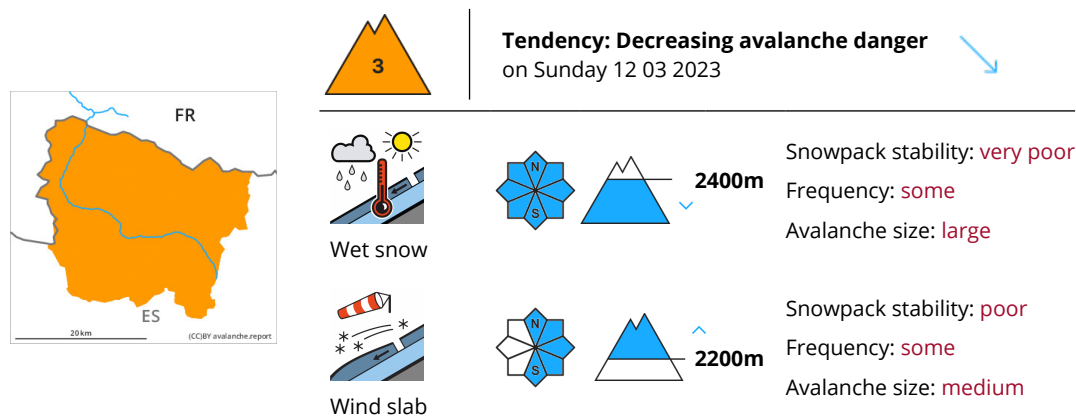 3
Tendency: Decreasing avalanche danger
on Sunday 12 03 2023
FR
ES
20 km
(CC)BY avalanche.report
Wet snow
N
S
2400m
Snowpack stability: very poor
Frequency: some
Avalanche size: large
Wind slab
N
S
2200m
Snowpack stability: poor
Frequency: some
Avalanche size: medium